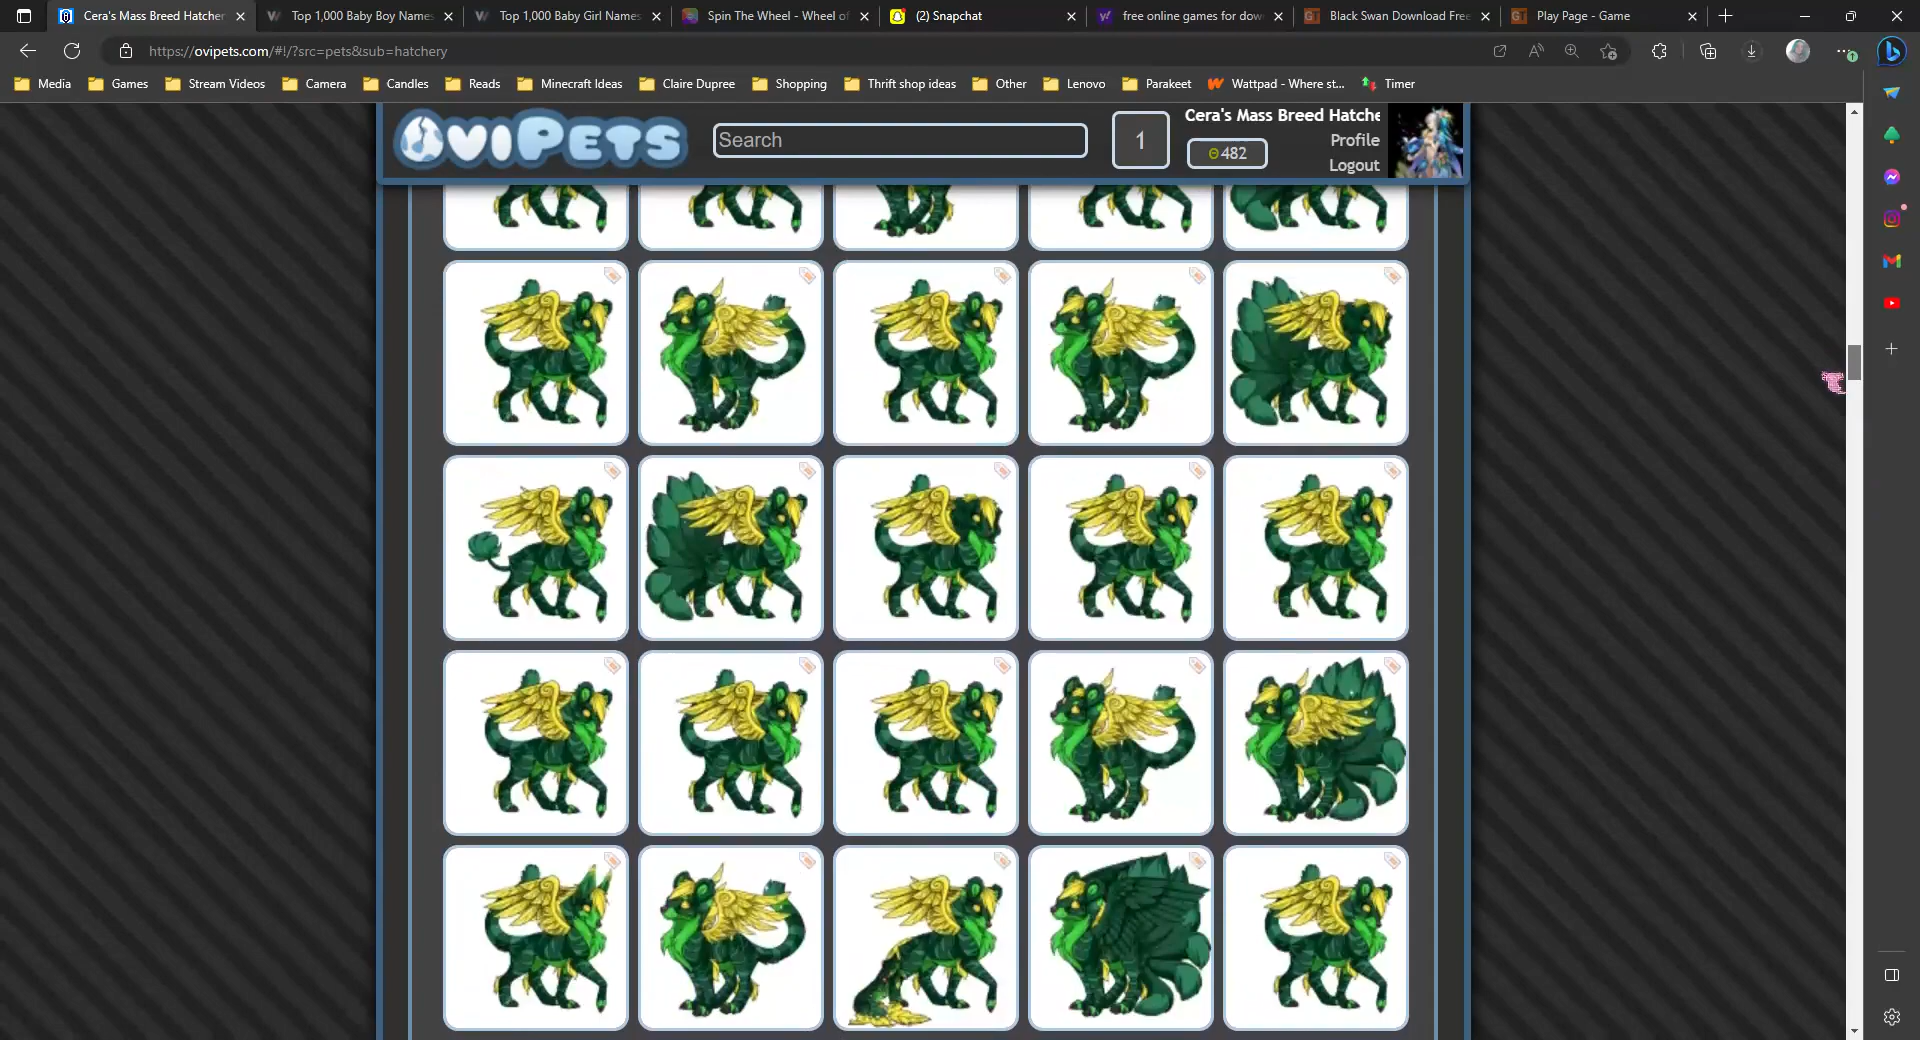 Cera's Mass Breed Hatcher
Top 1,000 Baby Boy Names
Top 1,000 Baby Girl Names
Spin The Wheel - Wheel of
(2) Snapchat
free online games for dow
Black Swan Download Free
Play Page - Game
https://ovipets.com/#!/?src=pets&sub=hatchery
Media
Games
Stream Videos
Camera
Candles
Reads
Minecraft Ideas
Claire Dupree
Shopping
Thrift shop ideas
Other
Lenovo
Parakeet
Wattpad - Where st...
Timer
OviPets
Search
1
Cera's Mass Breed Hatche
482
Profile
Logout